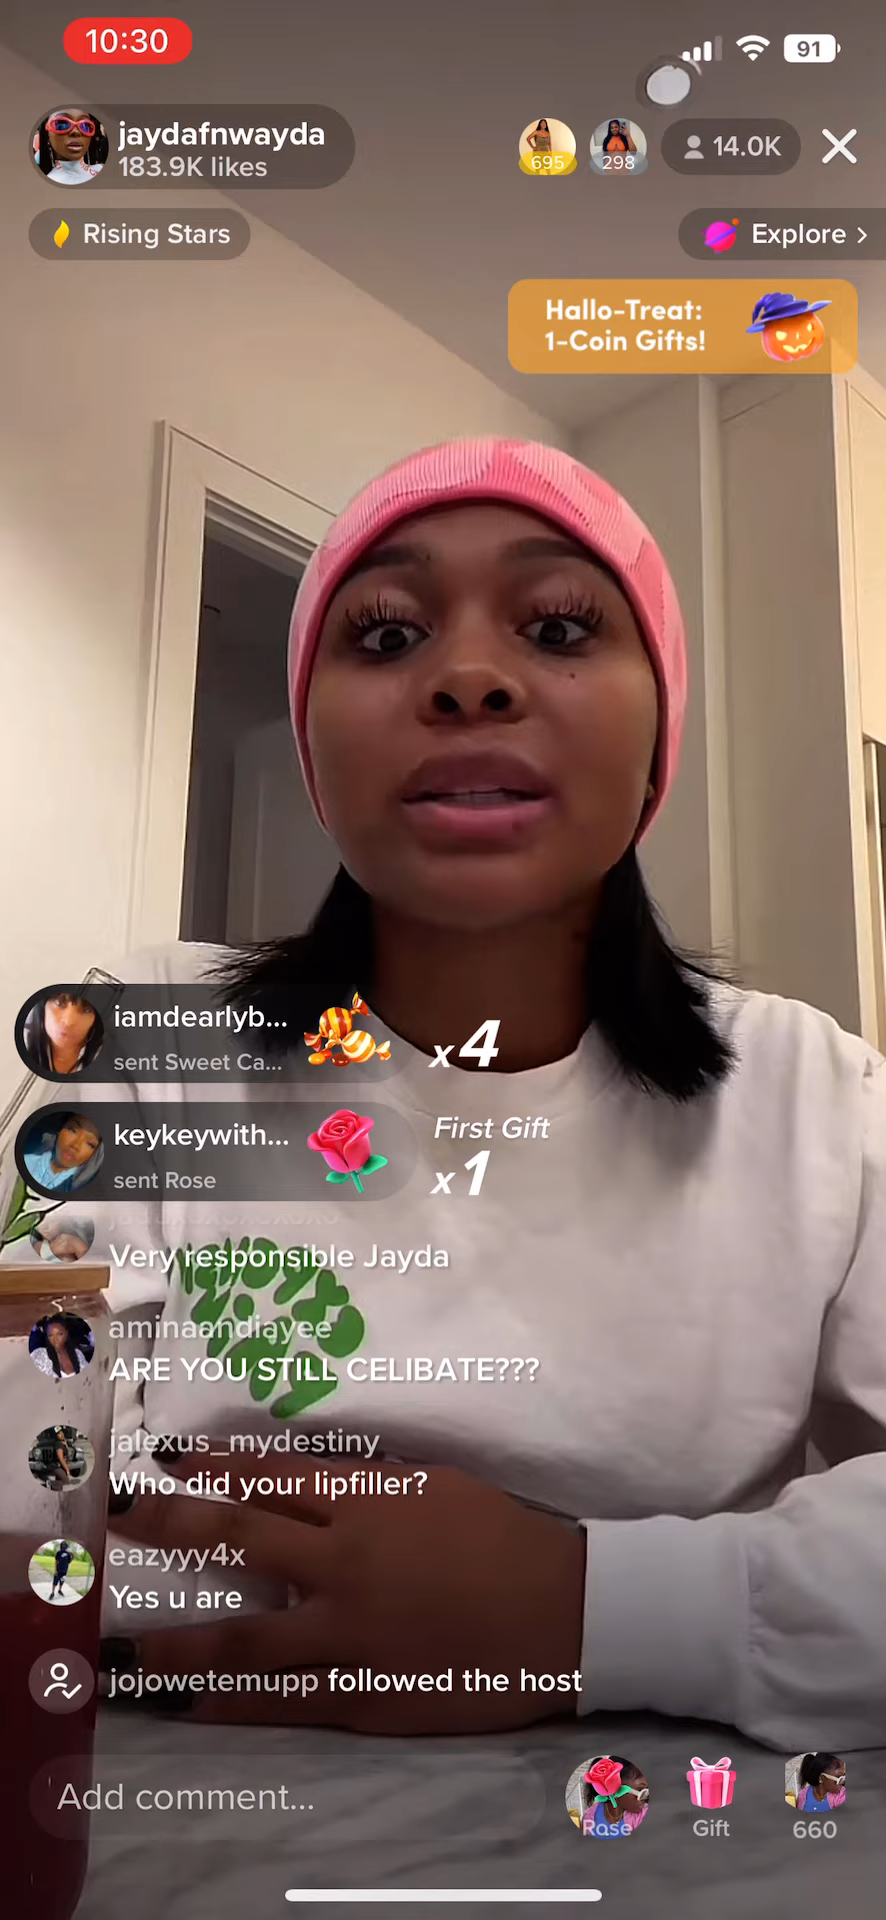 10:30
91
jaydafnwayda
183.9K likes
695
298
14.0K
Rising Stars
Explore >
Hallo-Treat:
1-Coin Gifts!
iamdearlyb...
sent Sweet Ca...
x4
keykeywith...
sent Rose
First Gift
x1
Very responsible Jayda
aminaandiayee
ARE YOU STILL CELIBATE???
jalexus_mydestiny
Who did your lipfiller?
eazyyy4x
Yes u are
jojowetemupp followed the host
Add comment...
Rose
Gift
660